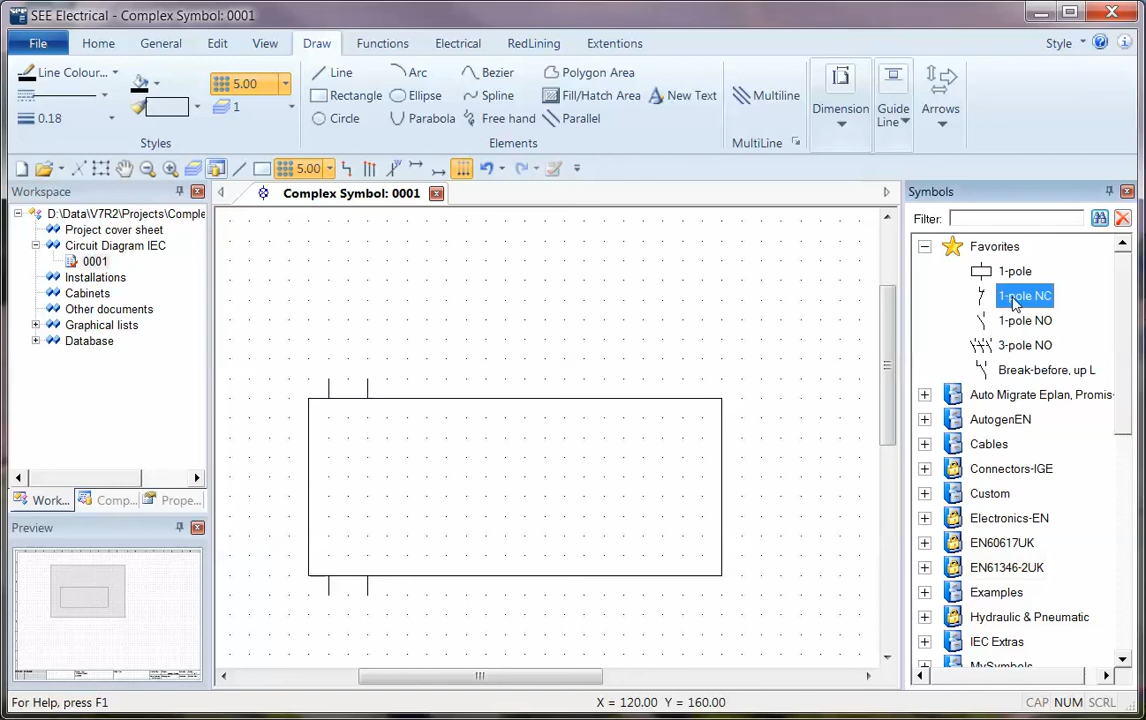 SEE Electrical - Complex Symbol: 0001
File
Home
General
Edit
View
Draw
Functions
Electrical
RedLining
Extentions
Style
Line Colour...
5.00
Line
Arc
Bezier
Polygon Area
1
Rectangle
Ellipse
Spline
Fill/Hatch Area
New Text
Multiline
Dimension
Guide
Line
Arrows
0.18
Circle
Parabola
Free hand
Parallel
Styles
Elements
MultiLine
5.00
Workspace
Complex Symbol: 0001
Symbols
D:\Data\V7R2\Projects\Comple
Project cover sheet
Circuit Diagram IEC
0001
Installations
Cabinets
Other documents
Graphical lists
Database
Work...
Comp...
Prope...
Preview
Filter:
Favorites
1-pole
1-pole NC
1-pole NO
3-pole NO
Break-before, up L
Auto Migrate Eplan, Promis-
AutogenEN
Cables
Connectors-IGE
Custom
Electronics-EN
EN60617UK
EN61346-2UK
Examples
Hydraulic & Pneumatic
IEC Extras
MySymbols
For Help, press F1
X = 120.00
Y = 160.00
CAP
NUM
SCRL